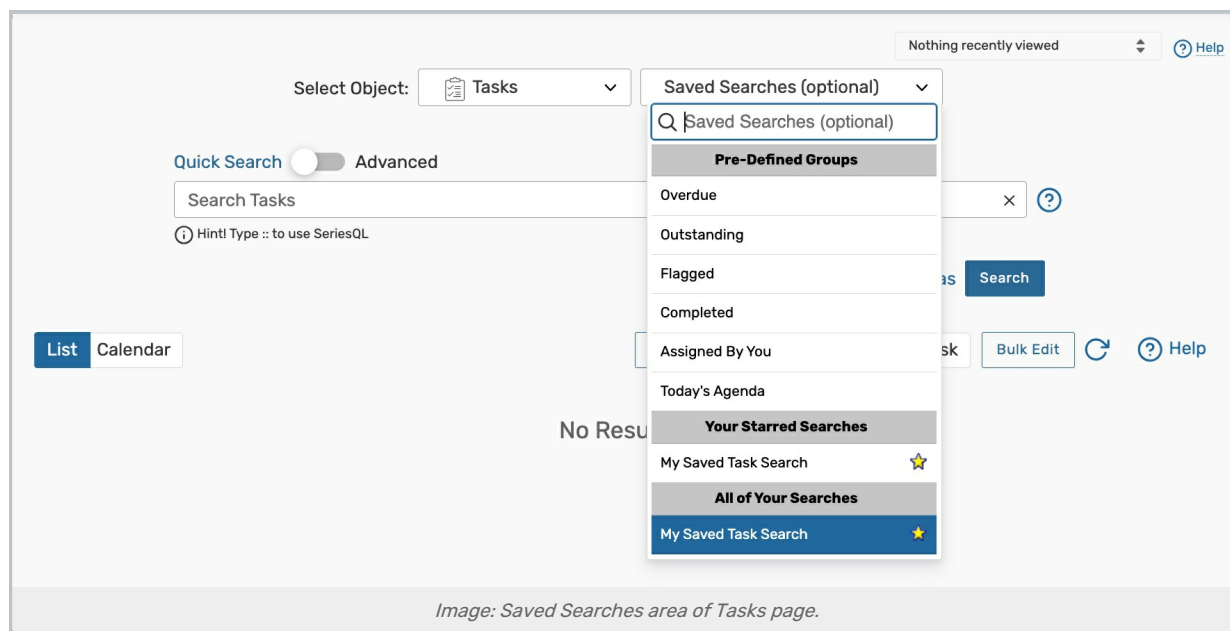 Nothing recently viewed
Help
Select Object:
Tasks
Saved Searches (optional)
Saved Searches (optional)
Pre-Defined Groups
Quick Search
Advanced
Overdue
Search Tasks
Hint! Type :: to use SeriesQL
Outstanding
Flagged
as
Search
Completed
List
Calendar
Assigned By You
sk
Bulk Edit
Help
Today's Agenda
No Resu
Your Starred Searches
My Saved Task Search
All of Your Searches
My Saved Task Search
Image: Saved Searches area of Tasks page.